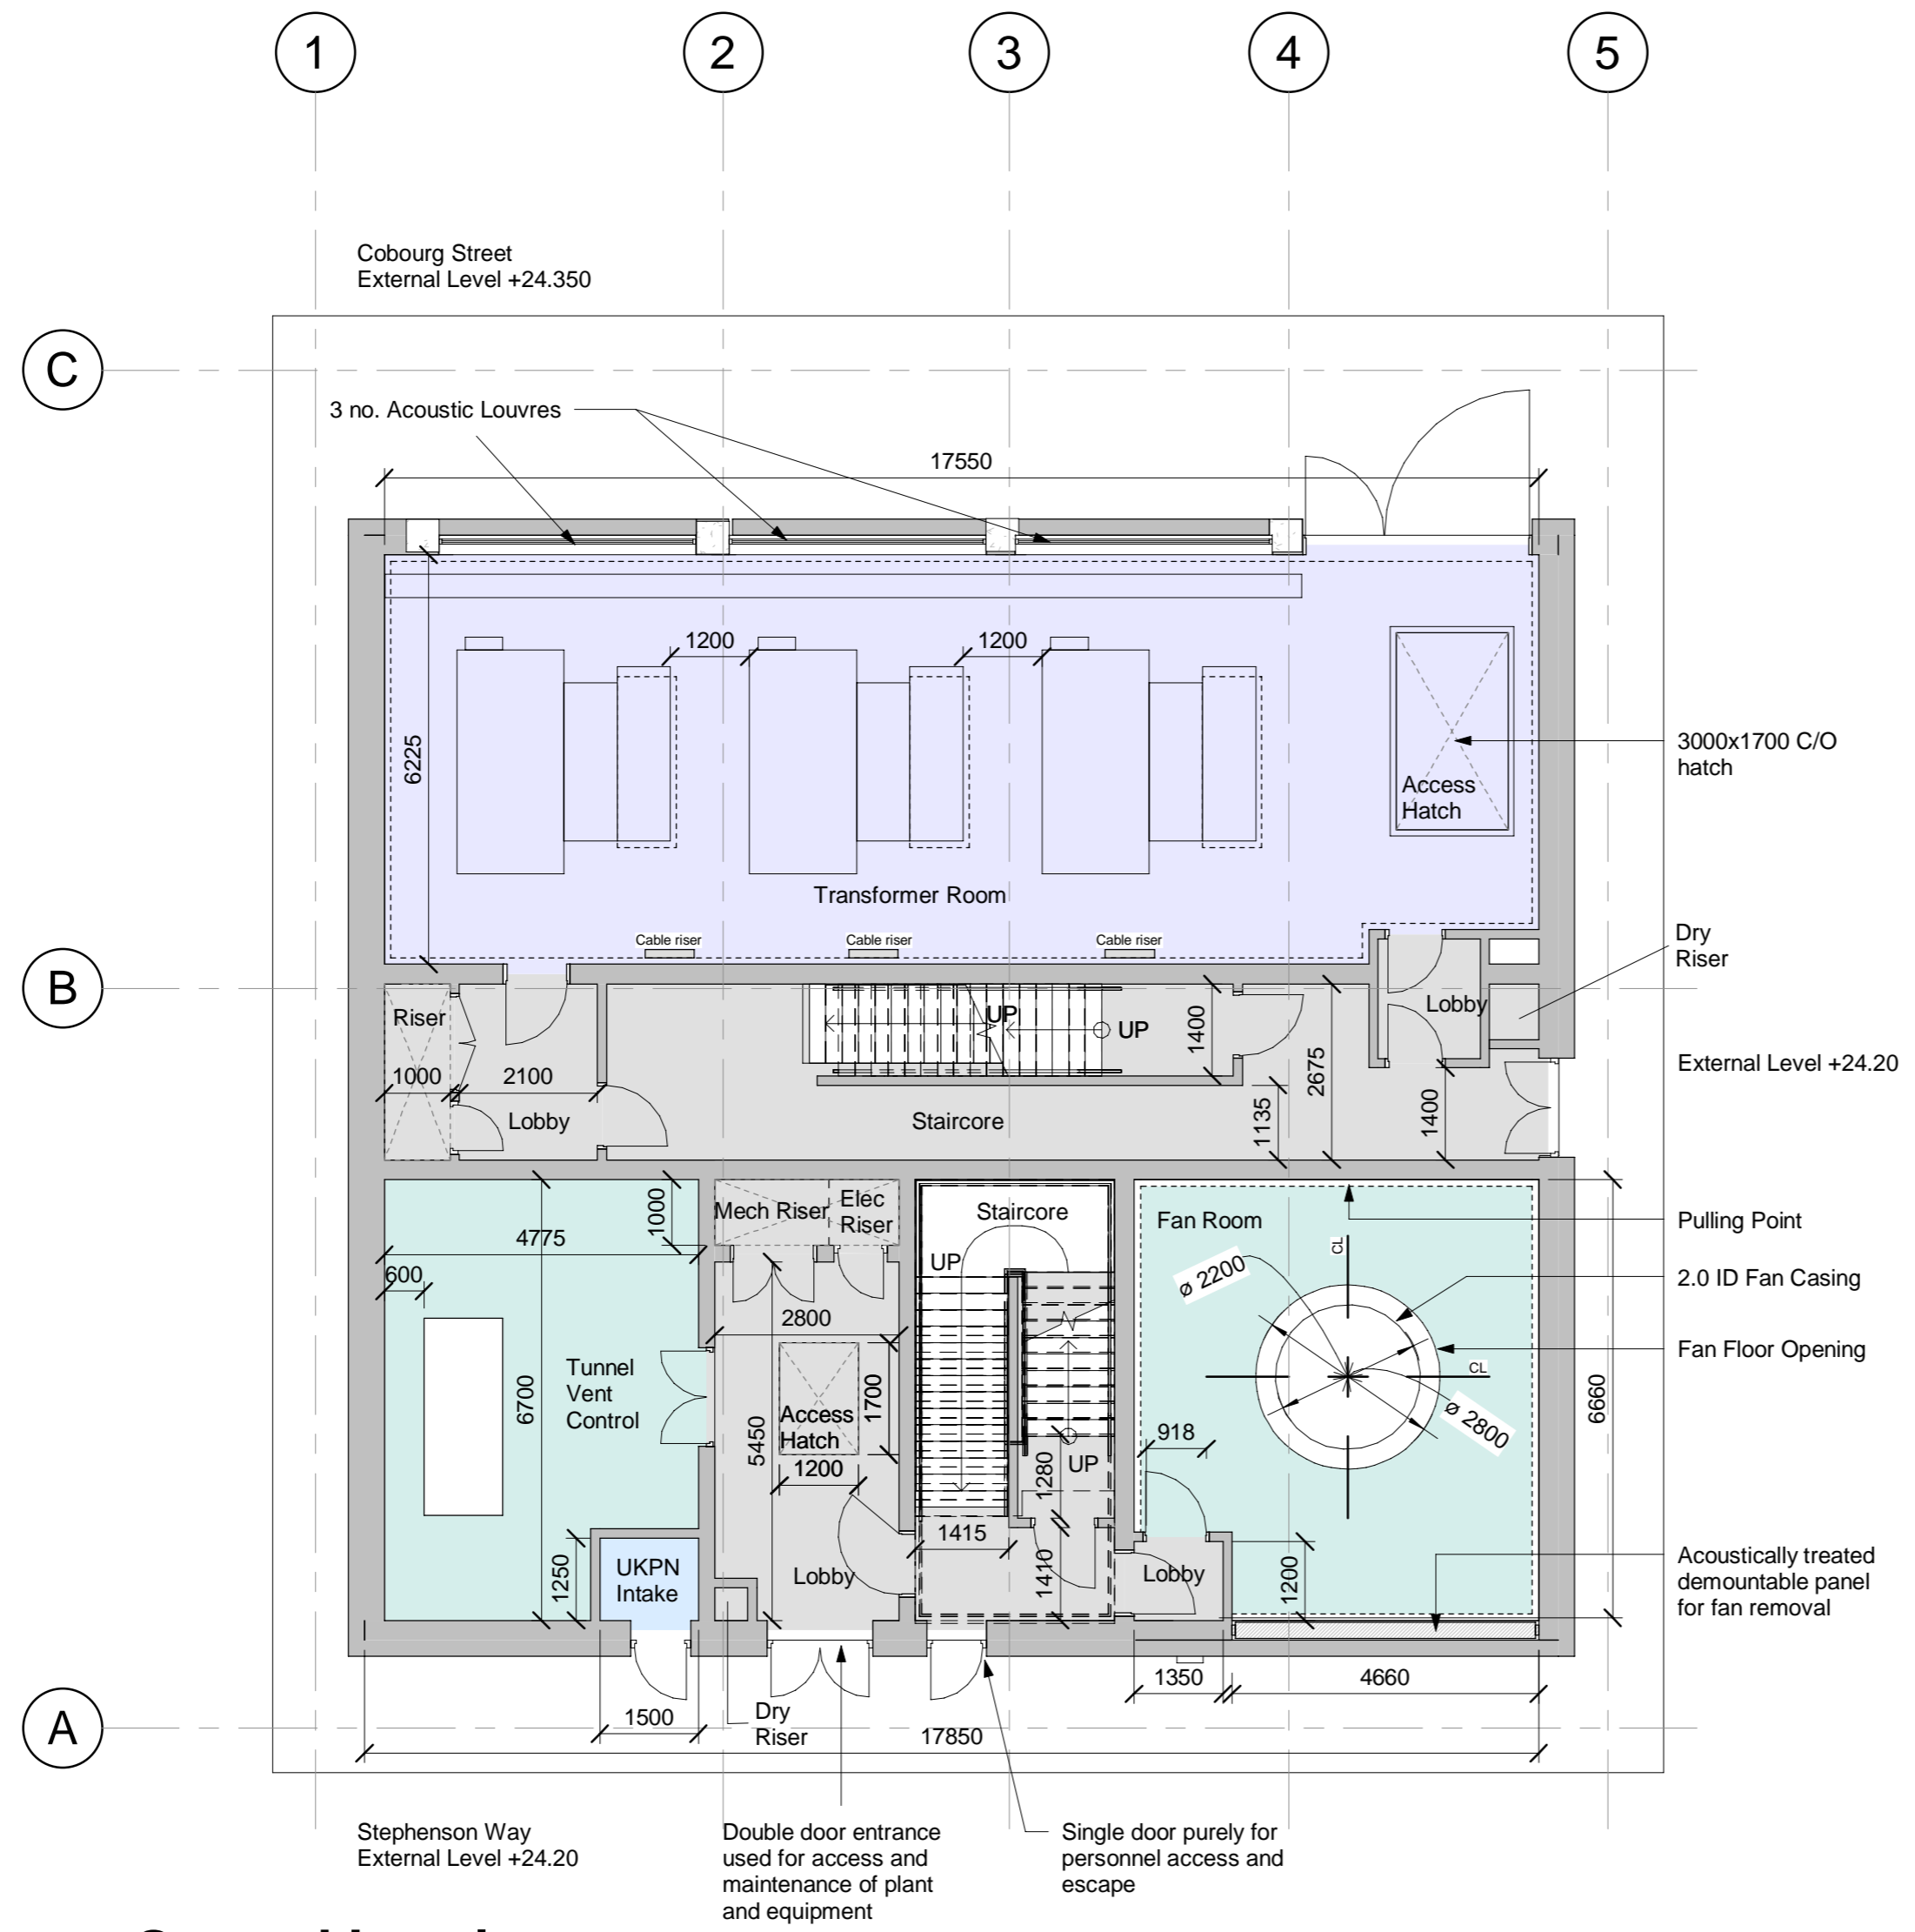 1
2
3
4
5
Cobourg Street
External Level +24.350
C
3 no. Acoustic Louvres
17550
1200
1200
6225
3000x1700 C/O
hatch
Access
Hatch
Transformer Room
Cable riser
Cable riser
Cable riser
Dry
Riser
B
Riser
UP
UP
1400
Lobby
External Level +24.20
1000
2100
2675
Lobby
Staircore
1135
1400
1000
Mech Riser
Elec
Riser
Staircore
Fan Room
Pulling Point
4775
CL
600
UP
ø 2200
2.0 ID Fan Casing
2800
Fan Floor Opening
Tunnel
Vent
Control
6700
1700
CL
6660
Access
Hatch
5450
ø 2800
918
1200
1280
UP
1415
1250
UKPN
Intake
Lobby
1410
Lobby
1200
Acoustically treated
demountable panel
for fan removal
1350
4660
A
1500
Dry
Riser
17850
Stephenson Way
External Level +24.20
Double door entrance
used for access and
maintenance of plant
and equipment
Single door purely for
personnel access and
escape